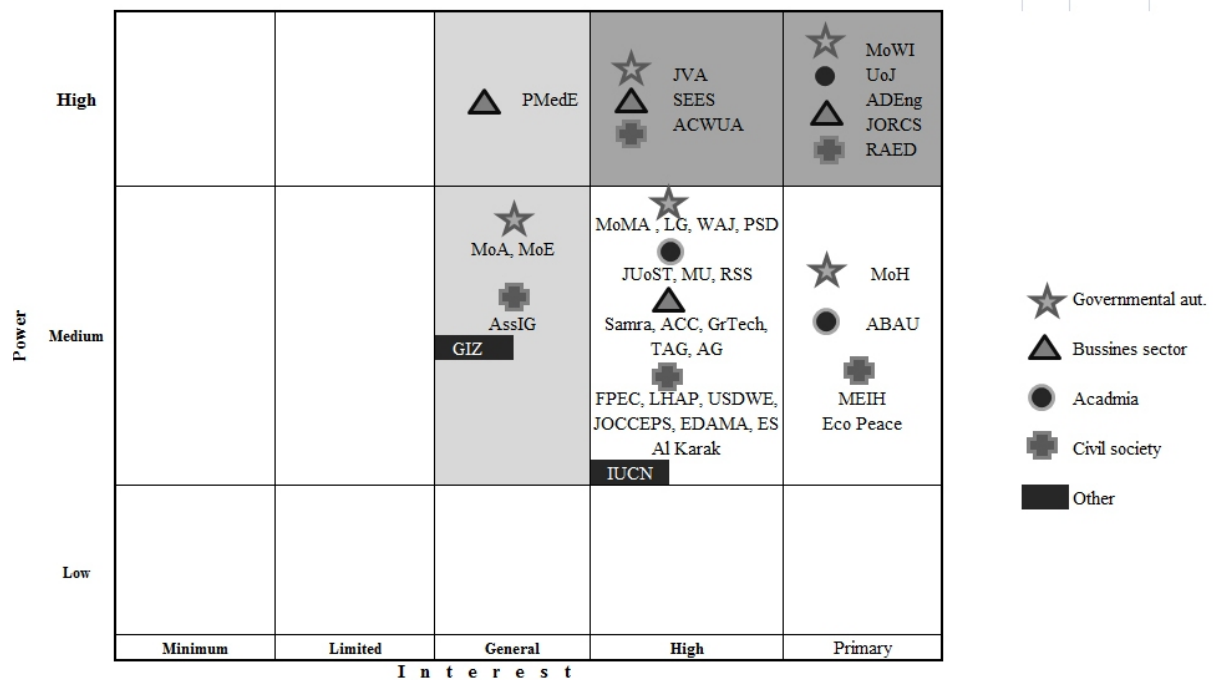 High
PMedE
JVA
SEES
ACWUA
MoWI
UoJ
ADEng
JORCS
RAED
Power
Medium
MoA, MoE
AssIG
GIZ
MoMA , LG, WAJ, PSD
JUoST, MU, RSS
Samra, ACC, GrTech,
TAG, AG
FPEC, LHAP, USDWE,
JOCCEPS, EDAMA, ES
Al Karak
IUCN
MoH
ABAU
MEIH
Eco Peace
Low
Minimum
Limited
General
High
Primary
Interest
Governmental aut.
Bussines sector
Acadmia
Civil society
Other